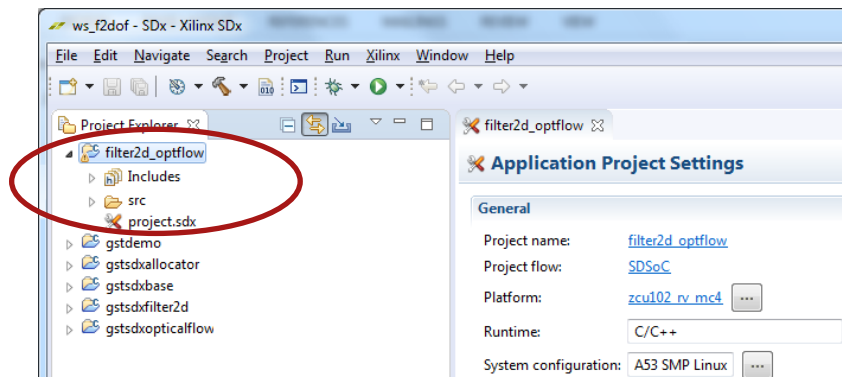 ws_f2dof - SDx - Xilinx SDx
File Edit Navigate Search Project Run Xilinx Window Help
Project Explorer
filter2d_optflow
Includes
src
project.sdx
gstdemo
gstsdxallocator
gstsdxbase
gstsdxfilter2d
gstsdxopticalflow
filter2d_optflow
Application Project Settings
General
Project name: filter2d_optflow
Project flow: SDSoC
Platform: zcu102_rv_mc4 ...
Runtime: C/C++
System configuration: A53 SMP Linux ...